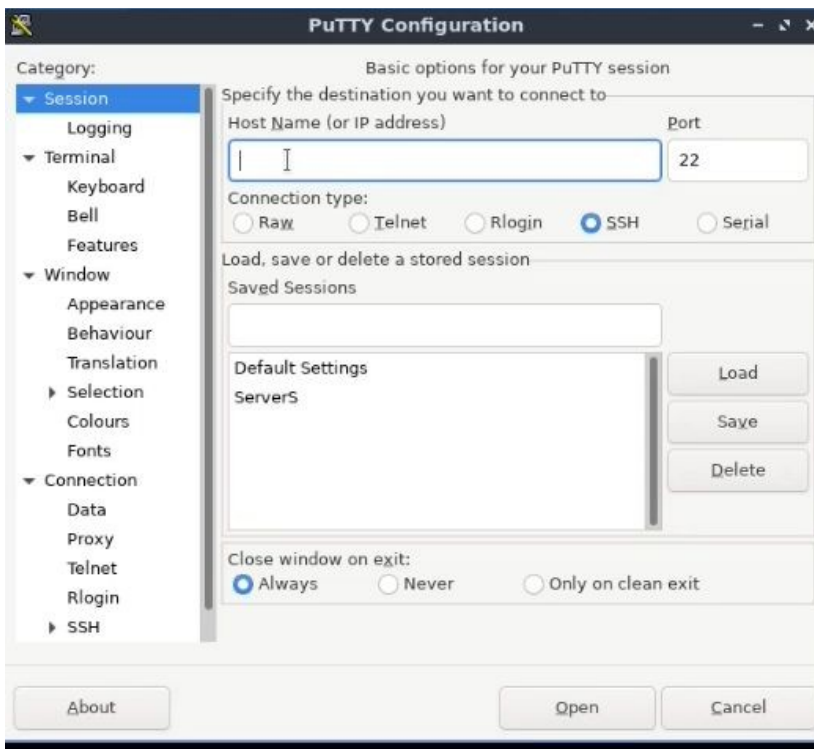 PuTTY Configuration
Category:
Session
Logging
Terminal
Keyboard
Bell
Features
Window
Appearance
Behaviour
Translation
Selection
Colours
Fonts
Connection
Data
Proxy
Telnet
Rlogin
SSH
Basic options for your PuTTY session
Specify the destination you want to connect to
Host Name (or IP address) Port
22
Connection type:
Raw Telnet Rlogin SSH Serial
Load, save or delete a stored session
Saved Sessions
Default Settings
ServerS
Load
Save
Delete
Close window on exit:
Always Never Only on clean exit
About Open Cancel